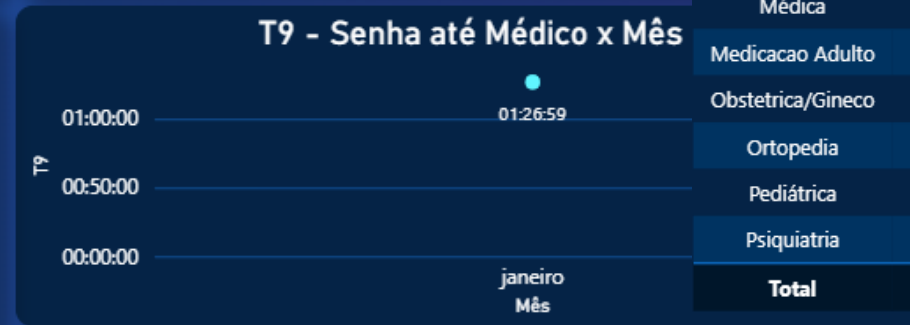 T9 - Senha até Médico x Mês
01:26:59
01:00:00
T9
00:50:00
00:00:00
janeiro
Mês
Médica
Medicacao Adulto
Obstetrica/Gineco
Ortopedia
Pediátrica
Psiquiatria
Total